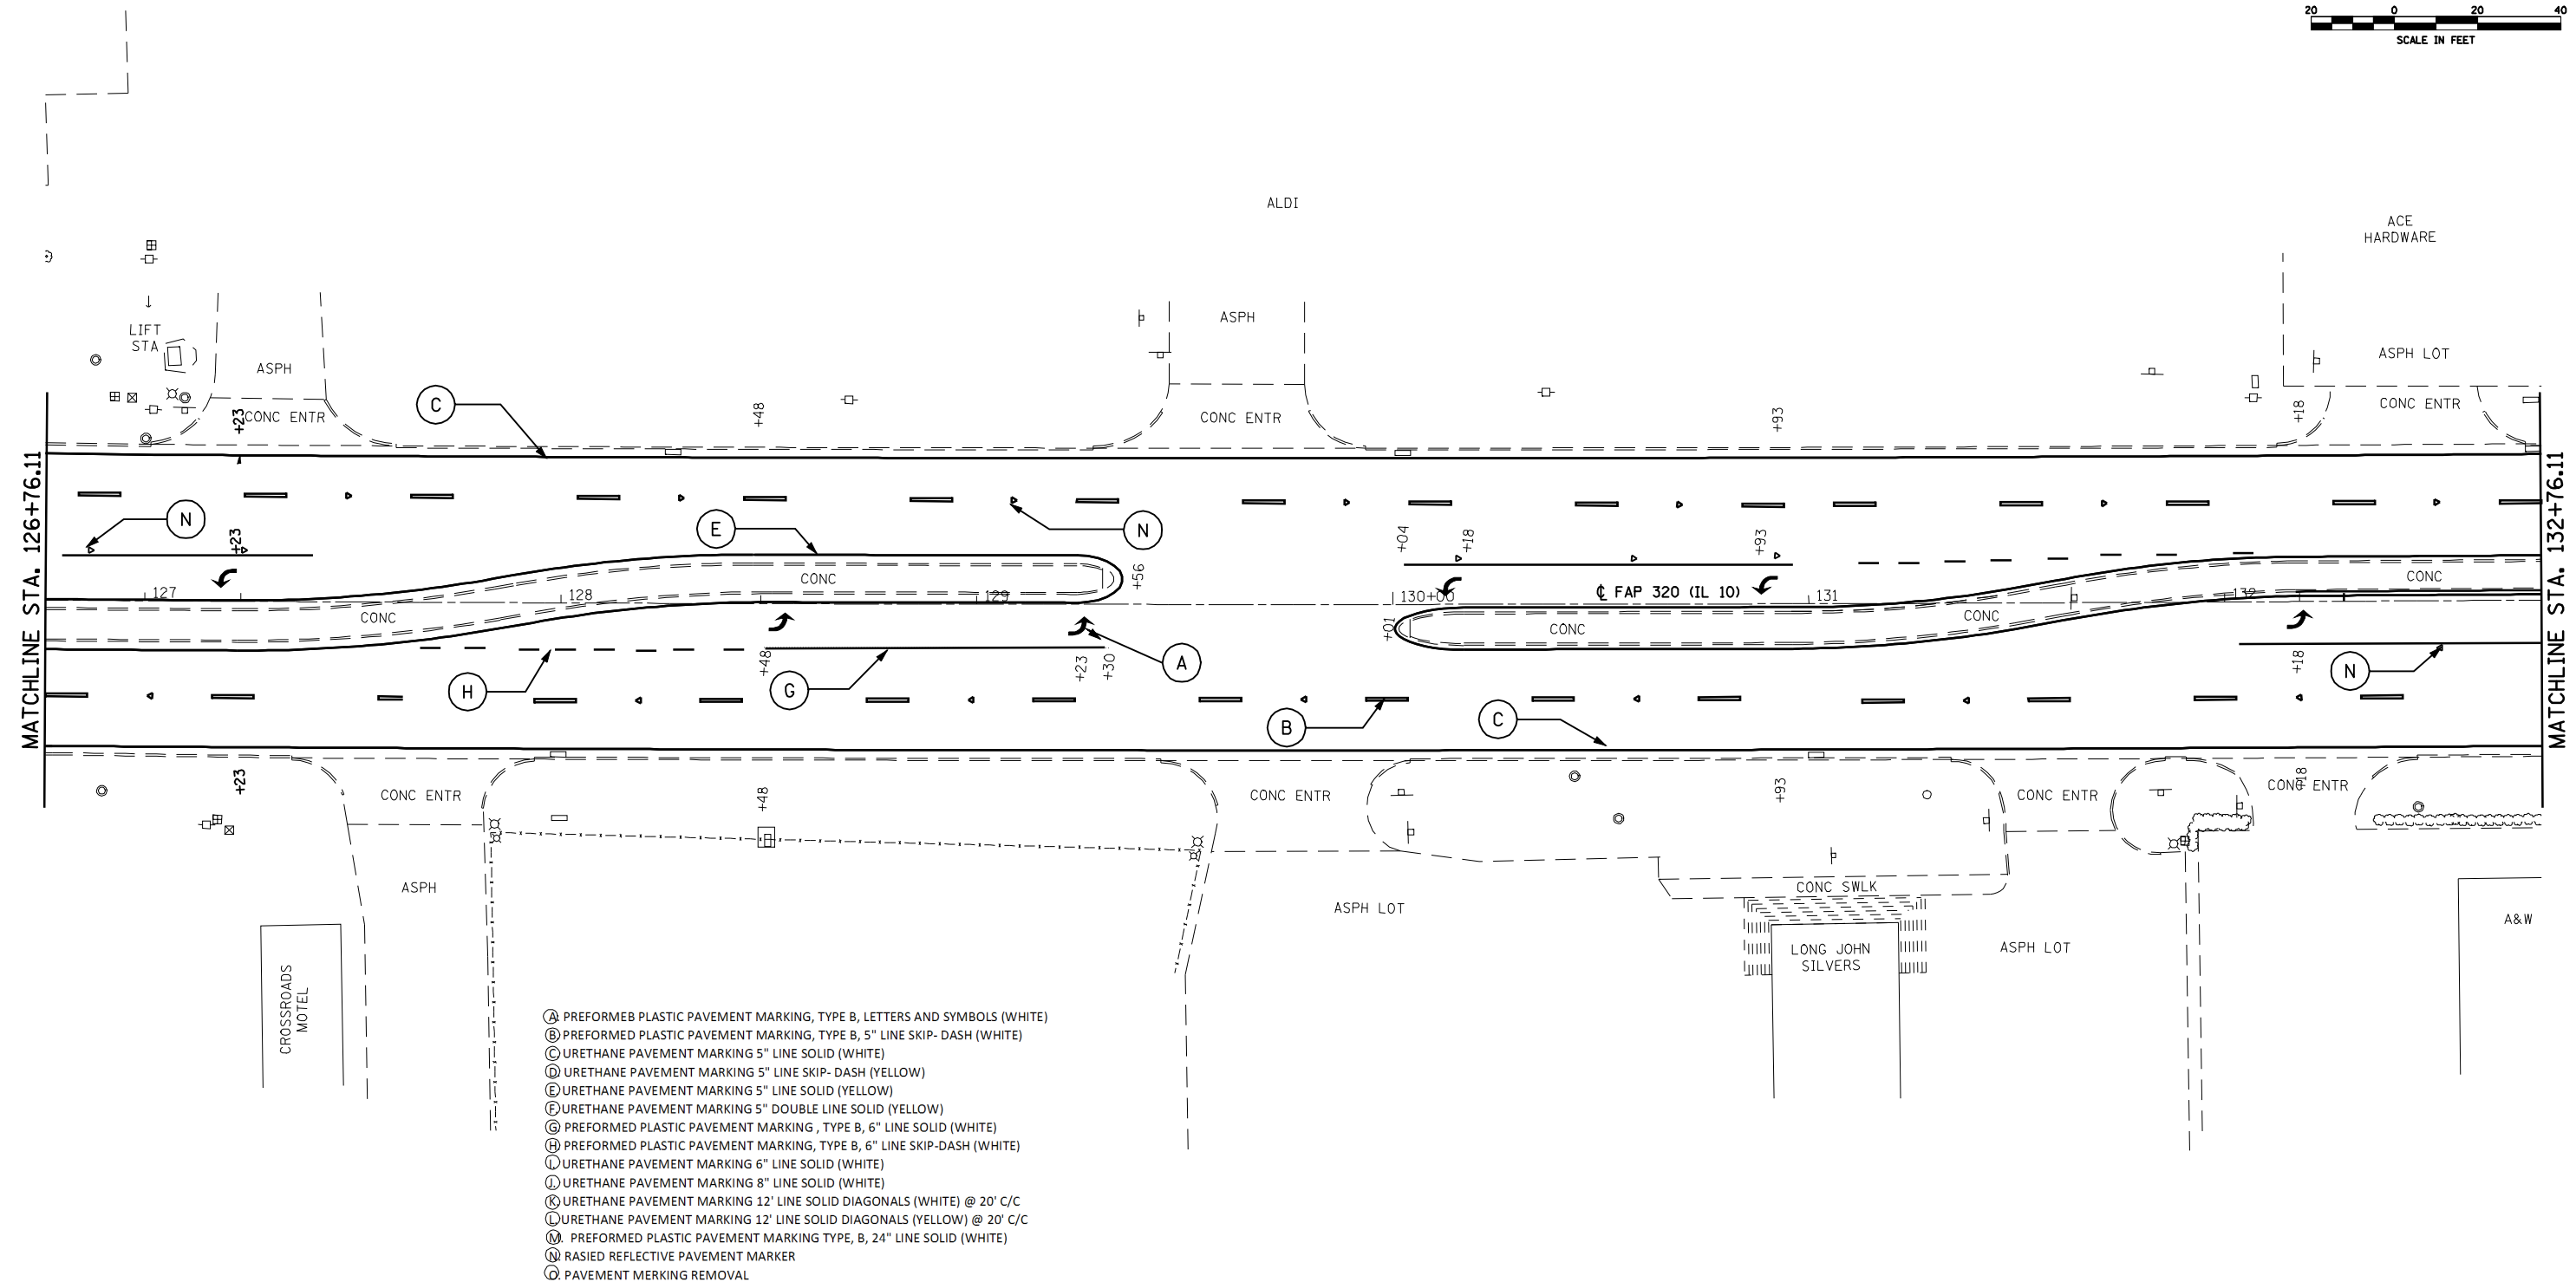 20 0 20 40
SCALE IN FEET
ALDI
ACE
HARDWARE
LIFT
STA
ASPH
ASPH
ASPH LOT
+23
CONC ENTR
C
+48
CONC ENTR
+93
+18
CONC ENTR
MATCHLINE STA. 126+76.11
MATCHLINE STA. 132+76.11
N
+23
E
N
+04
+18
+93
CONC
+56
CONC
127
128
129
130+00
℄ FAP 320 (IL 10)
131
132
CONC
+01
CONC
CONC
H
+48
G
+23
+30
A
+18
N
B
C
+23
CONC ENTR
+48
CONC ENTR
+93
CONC ENTR
+18
CONC ENTR
ASPH
CONC SWLK
ASPH LOT
A&W
LONG JOHN
SILVERS
ASPH LOT
CROSSROADS
MOTEL
A. PREFORMEB PLASTIC PAVEMENT MARKING, TYPE B, LETTERS AND SYMBOLS (WHITE)
B. PREFORMED PLASTIC PAVEMENT MARKING, TYPE B, 5" LINE SKIP- DASH (WHITE)
C. URETHANE PAVEMENT MARKING 5" LINE SOLID (WHITE)
D. URETHANE PAVEMENT MARKING 5" LINE SKIP- DASH (YELLOW)
E. URETHANE PAVEMENT MARKING 5" LINE SOLID (YELLOW)
F. URETHANE PAVEMENT MARKING 5" DOUBLE LINE SOLID (YELLOW)
G. PREFORMED PLASTIC PAVEMENT MARKING , TYPE B, 6" LINE SOLID (WHITE)
H. PREFORMED PLASTIC PAVEMENT MARKING, TYPE B, 6" LINE SKIP-DASH (WHITE)
I. URETHANE PAVEMENT MARKING 6" LINE SOLID (WHITE)
J. URETHANE PAVEMENT MARKING 8" LINE SOLID (WHITE)
K. URETHANE PAVEMENT MARKING 12' LINE SOLID DIAGONALS (WHITE) @ 20' C/C
L. URETHANE PAVEMENT MARKING 12' LINE SOLID DIAGONALS (YELLOW) @ 20' C/C
M. PREFORMED PLASTIC PAVEMENT MARKING TYPE, B, 24" LINE SOLID (WHITE)
N. RASIED REFLECTIVE PAVEMENT MARKER
O. PAVEMENT MERKING REMOVAL